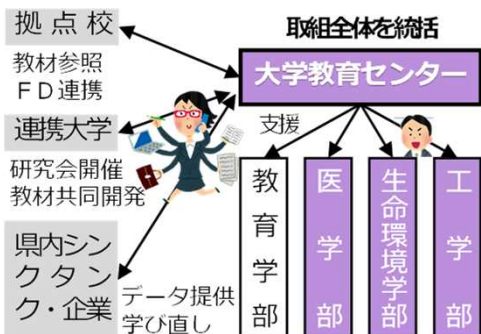 拠点校
取組全体を統括
大学教育センター
教材参照
ＦＤ連携
連携大学
支援
研究会開催
教材共同開発
県内シン
クタン
ク・企業
データ提供
学び直し
教育学部
医学部
生命環境学部
工学部